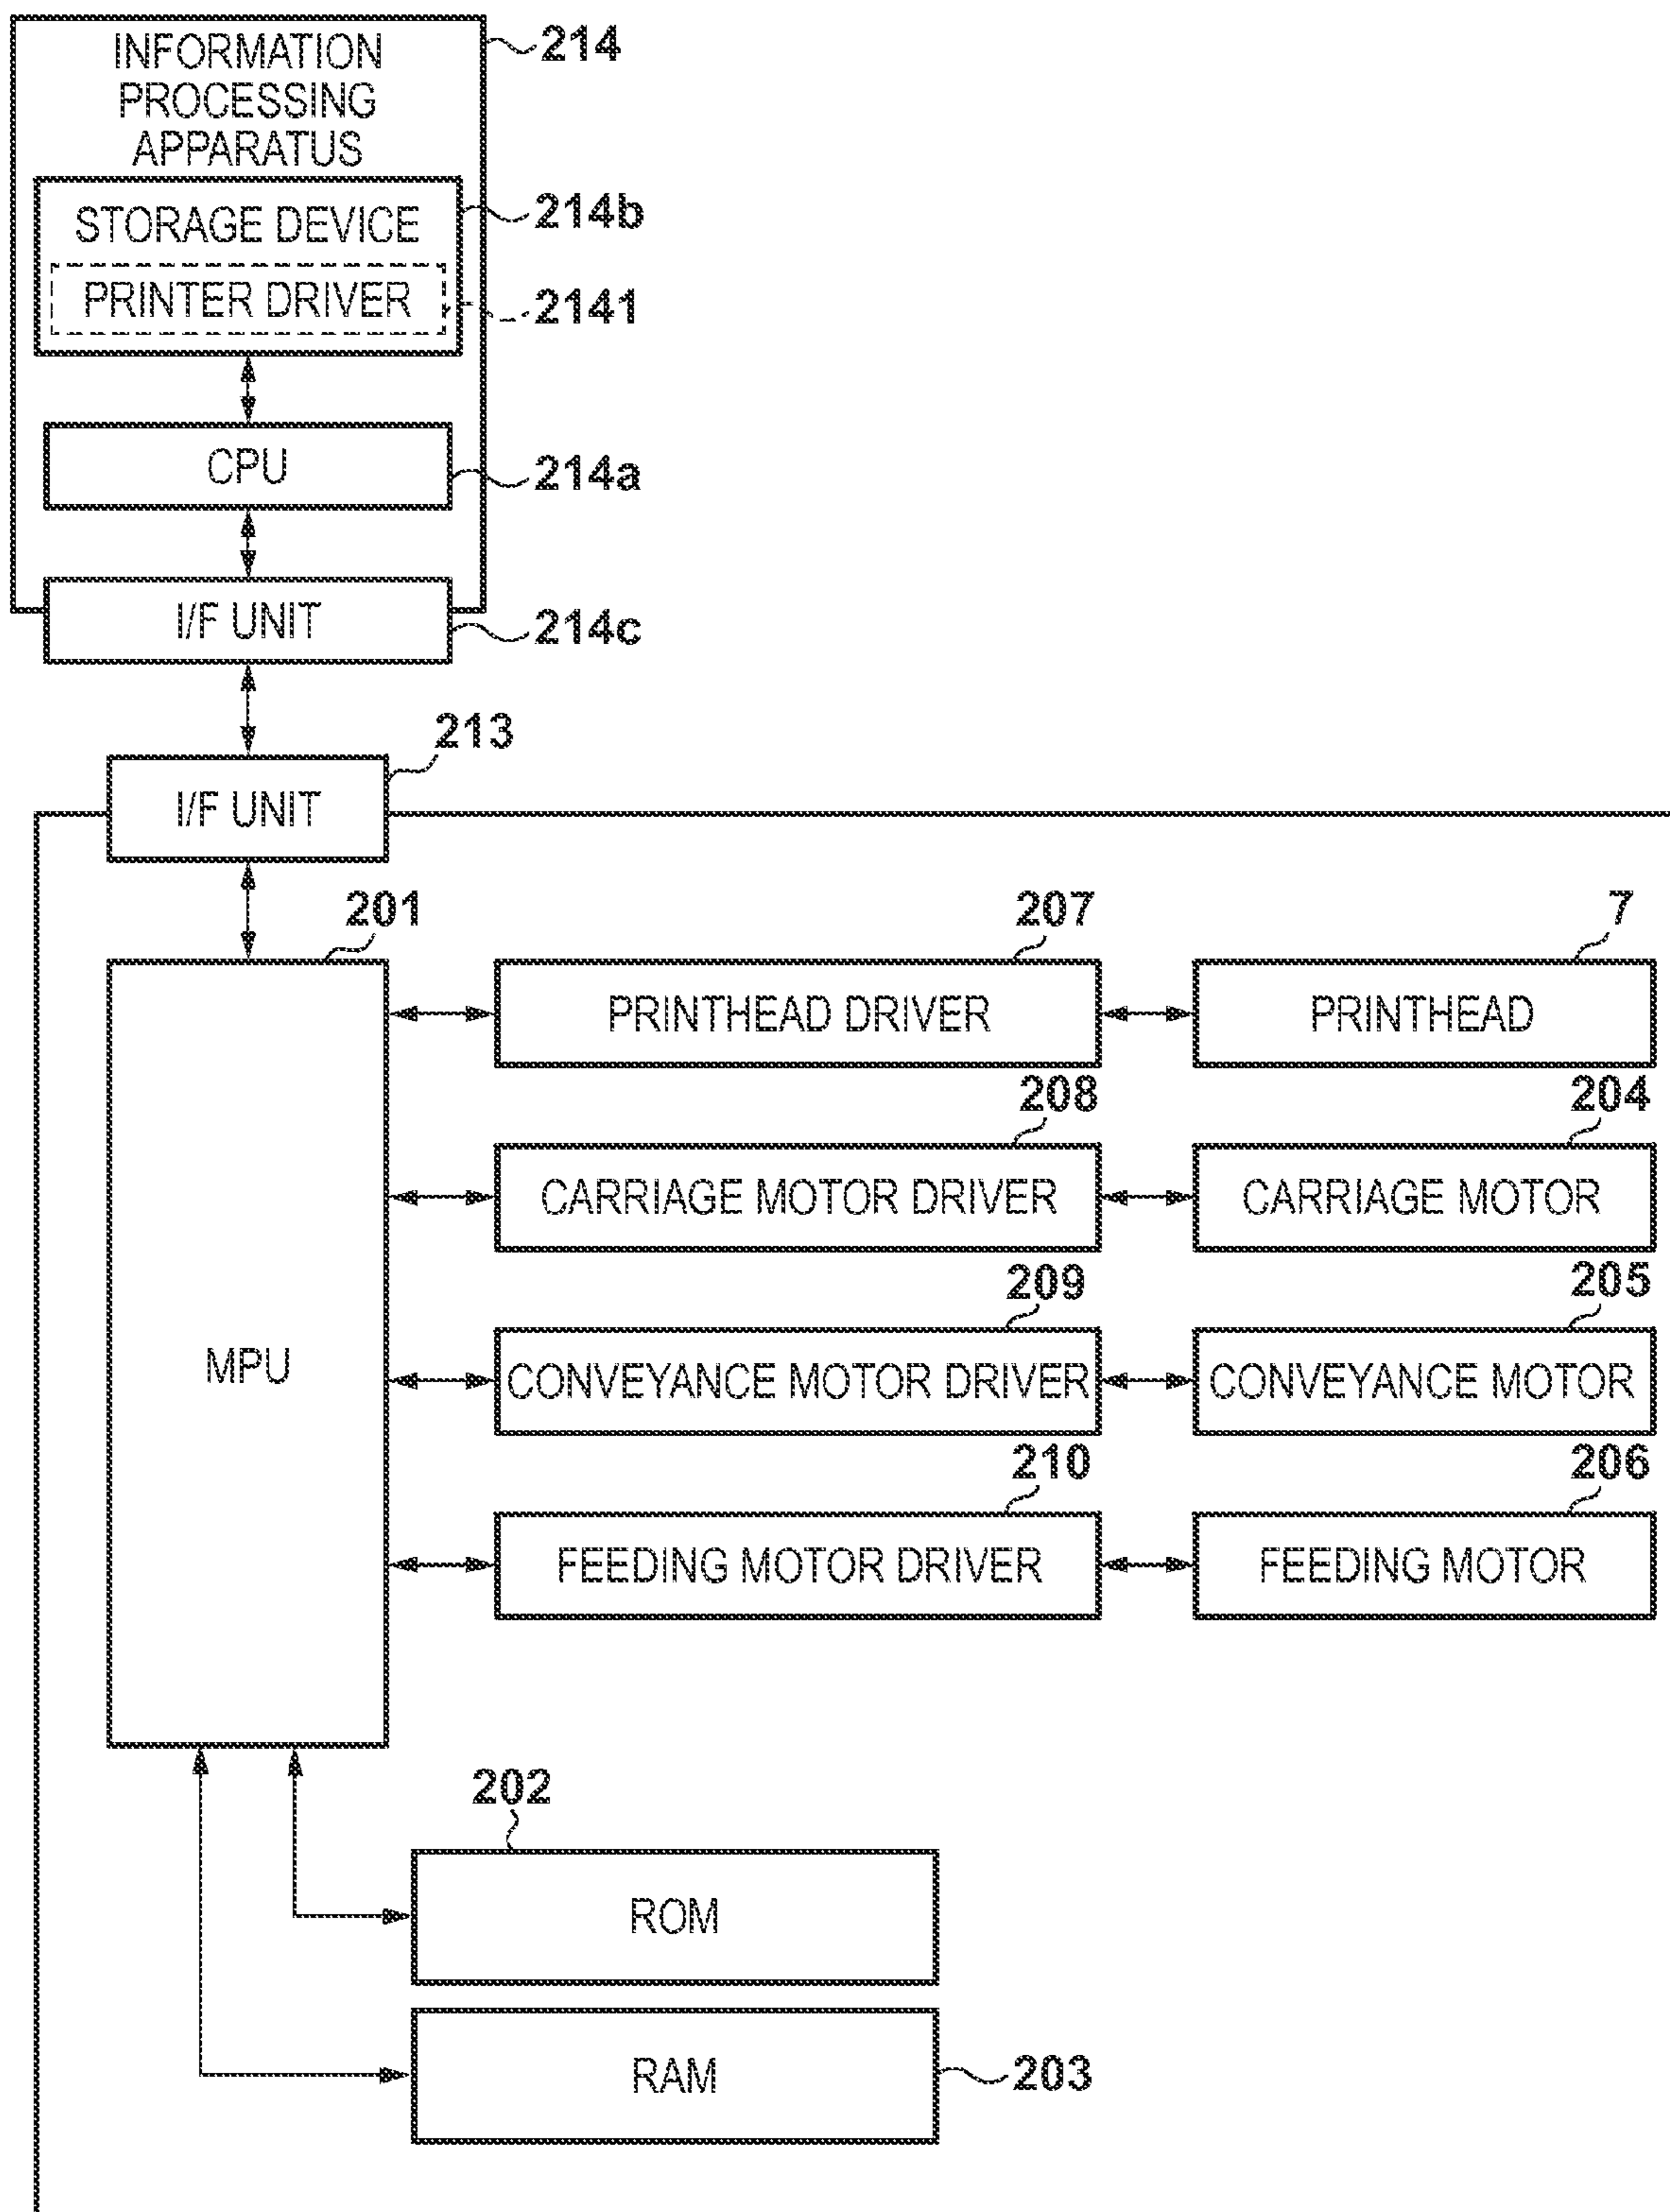 INFORMATION
PROCESSING
APPARATUS
214
STORAGE DEVICE
214b
PRINTER DRIVER
2141
CPU
214a
I/F UNIT
214c
213
I/F UNIT
201
207
7
MPU
PRINTHEAD DRIVER
PRINTHEAD
208
204
CARRIAGE MOTOR DRIVER
CARRIAGE MOTOR
209
205
CONVEYANCE MOTOR DRIVER
CONVEYANCE MOTOR
210
206
FEEDING MOTOR DRIVER
FEEDING MOTOR
202
ROM
RAM
203